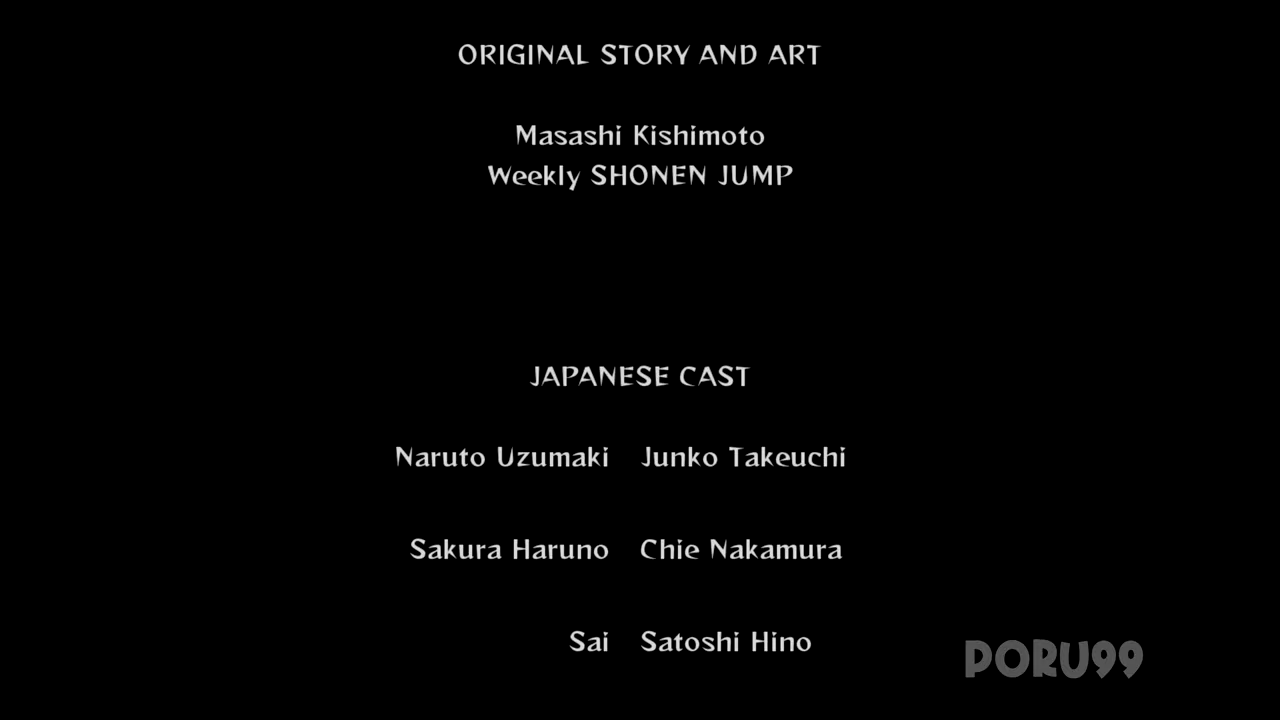 ORIGINAL STORY AND ART
Masashi Kishimoto
Weekly SHONEN JUMP
JAPANESE CAST
Naruto Uzumaki Junko Takeuchi
Sakura Haruno Chie Nakamura
Sai Satoshi Hino
PORU99